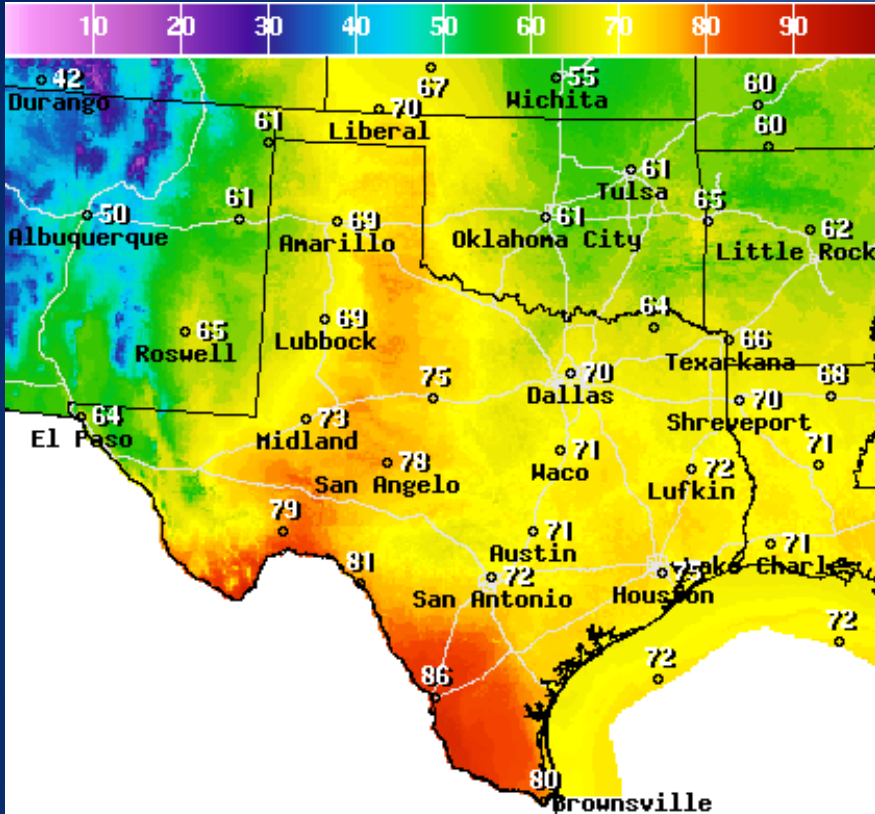 10 20 30 40 50 60 70 80 90
42
Durango
67
55
Wichita
60
70
Liberal
61
60
61
Tulsa
50
Albuquerque
61
69
Amarillo
61
Oklahoma City
65
62
Little Rock
65
Roswell
69
Lubbock
64
66
Texarkana
70
Dallas
75
68
64
El Paso
73
Midland
70
Shreveport
78
San Angelo
71
Waco
72
Lufkin
71
79
71
Austin
71
Lake Charles
81
72
San Antonio
75
Houston
72
72
86
80
Brownsville